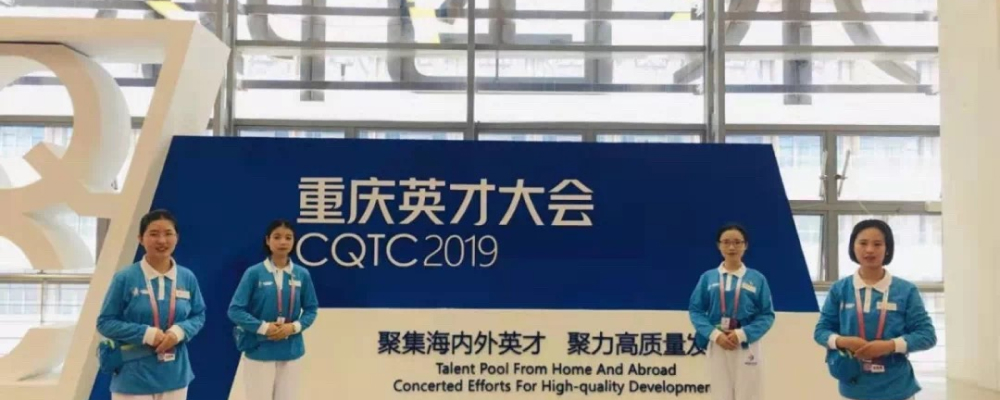 重庆英才大会
CQTC2019
聚集海内外英才 聚力高质量发
Talent Pool From Home And Abroad
Concerted Efforts For High-quality Developmen